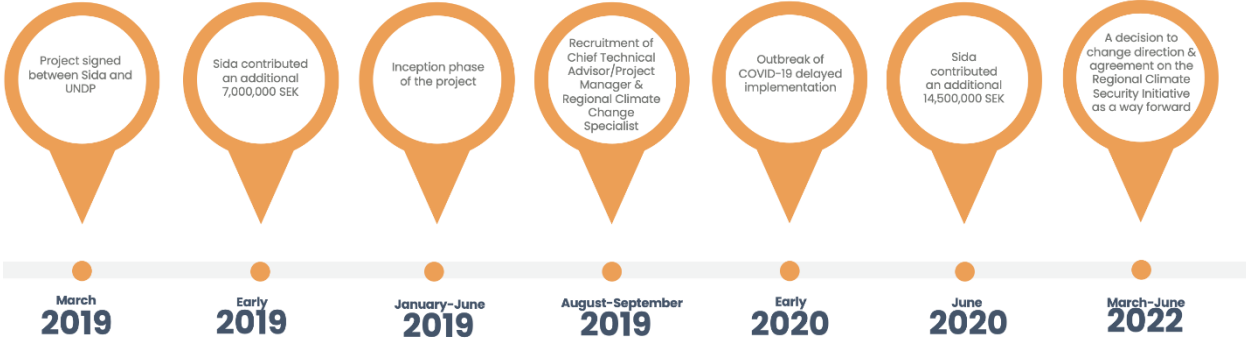 Project signed
between Sida and
UNDP
March
2019
Sida contributed
an additional
7,000,000 SEK
Early
2019
Inception phase
of the project
January-June
2019
Recruitment of
Chief Technical
Advisor/Project
Manager &
Regional Climate
Change
Specialist
August-September
2019
Outbreak of
COVID-19 delayed
implementation
Early
2020
Sida
contributed
an additional
14,500,000 SEK
June
2020
A decision to
change direction &
agreement on the
Regional Climate
Security Initiative
as a way forward
March-June
2022